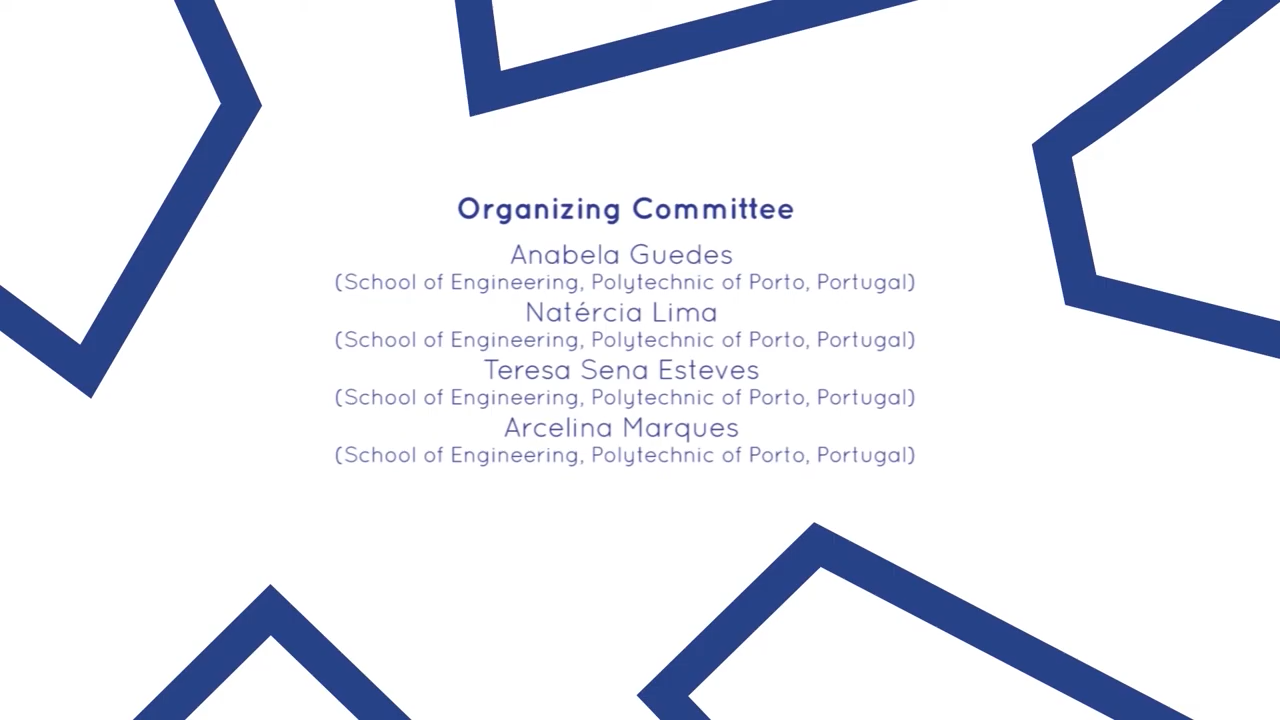 Organizing Committee
Anabela Guedes
(School of Engineering, Polytechnic of Porto, Portugal)
Natércia Lima
(School of Engineering, Polytechnic of Porto, Portugal)
Teresa Sena Esteves
(School of Engineering, Polytechnic of Porto, Portugal)
Arcelina Marques
(School of Engineering, Polytechnic of Porto, Portugal)